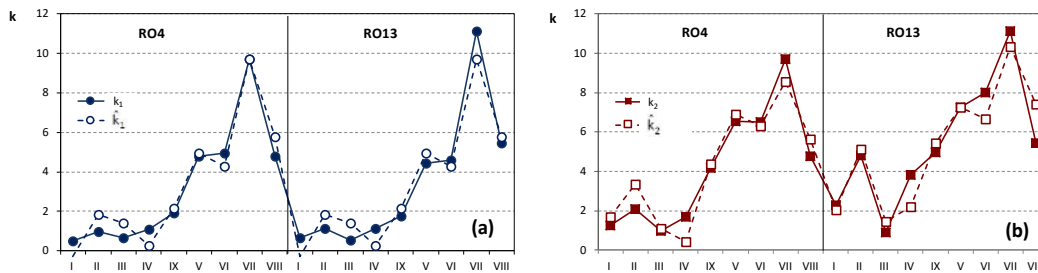 k
RO4
RO13
12
10
8
6
4
2
0
k₁
k̂₁
(a)
I II III IV IX V VI VII VIII I II III IV IX V VI VII VIII
k
RO4
RO13
12
10
8
6
4
2
0
k₂
k̂₂
(b)
I II III IV IX V VI VII VIII I II III IV IX V VI VII